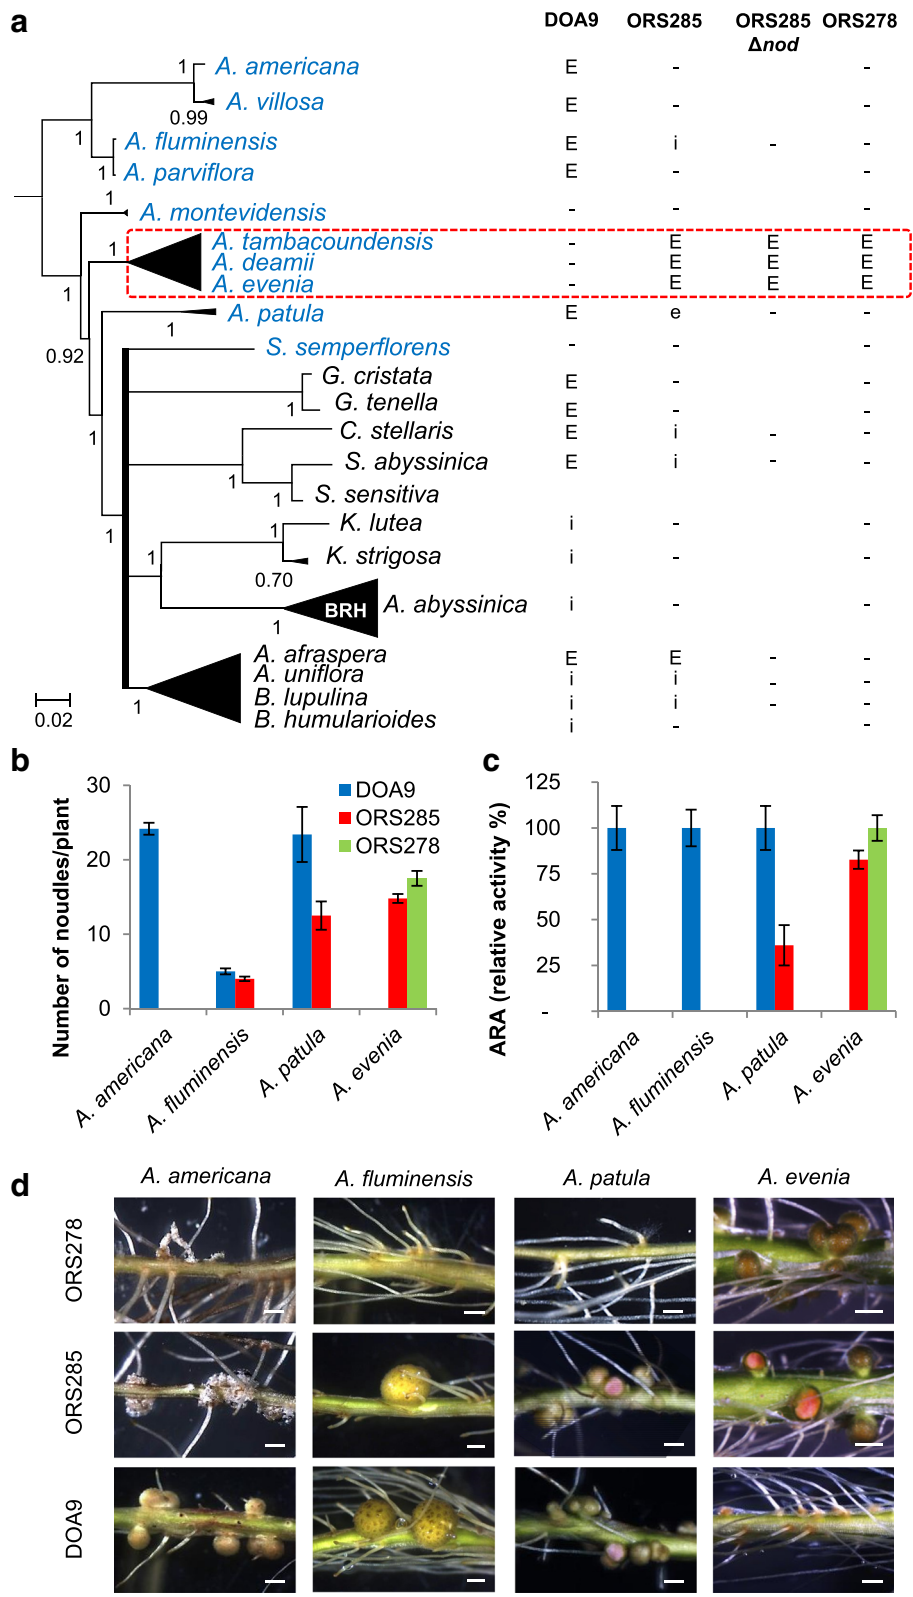 a
DOA9 ORS285 ORS285 Δnod ORS278
1 A. americana E - -
0.99 A. villosa E - -
1 A. fluminensis E i - -
1 A. parviflora E - -
1 A. montevidensis - - -
1 A. tambacoundensis - E E E
A. deamii - E E E
1 A. evenia - E E E
1 A. patula E e - -
0.92 S. semperflorens - - -
G. cristata E - -
1 G. tenella E - -
1 C. stellaris E i - -
1 S. abyssinica E i - -
1 S. sensitiva
1 1 K. lutea i - -
1 K. strigosa i - -
0.70
BRH A. abyssinica i - -
1
A. afraspera E E - -
A. uniflora i i - -
B. lupulina i i - -
1 B. humularioides i - -
0.02
b
Number of noudles/plant
30
20
10
0
DOA9
ORS285
ORS278
A. americana
A. fluminensis
A. patula
A. evenia
c
ARA (relative activity %)
125
100
75
50
25
-
A. americana
A. fluminensis
A. patula
A. evenia
d
A. americana A. fluminensis A. patula A. evenia
ORS278
ORS285
DOA9